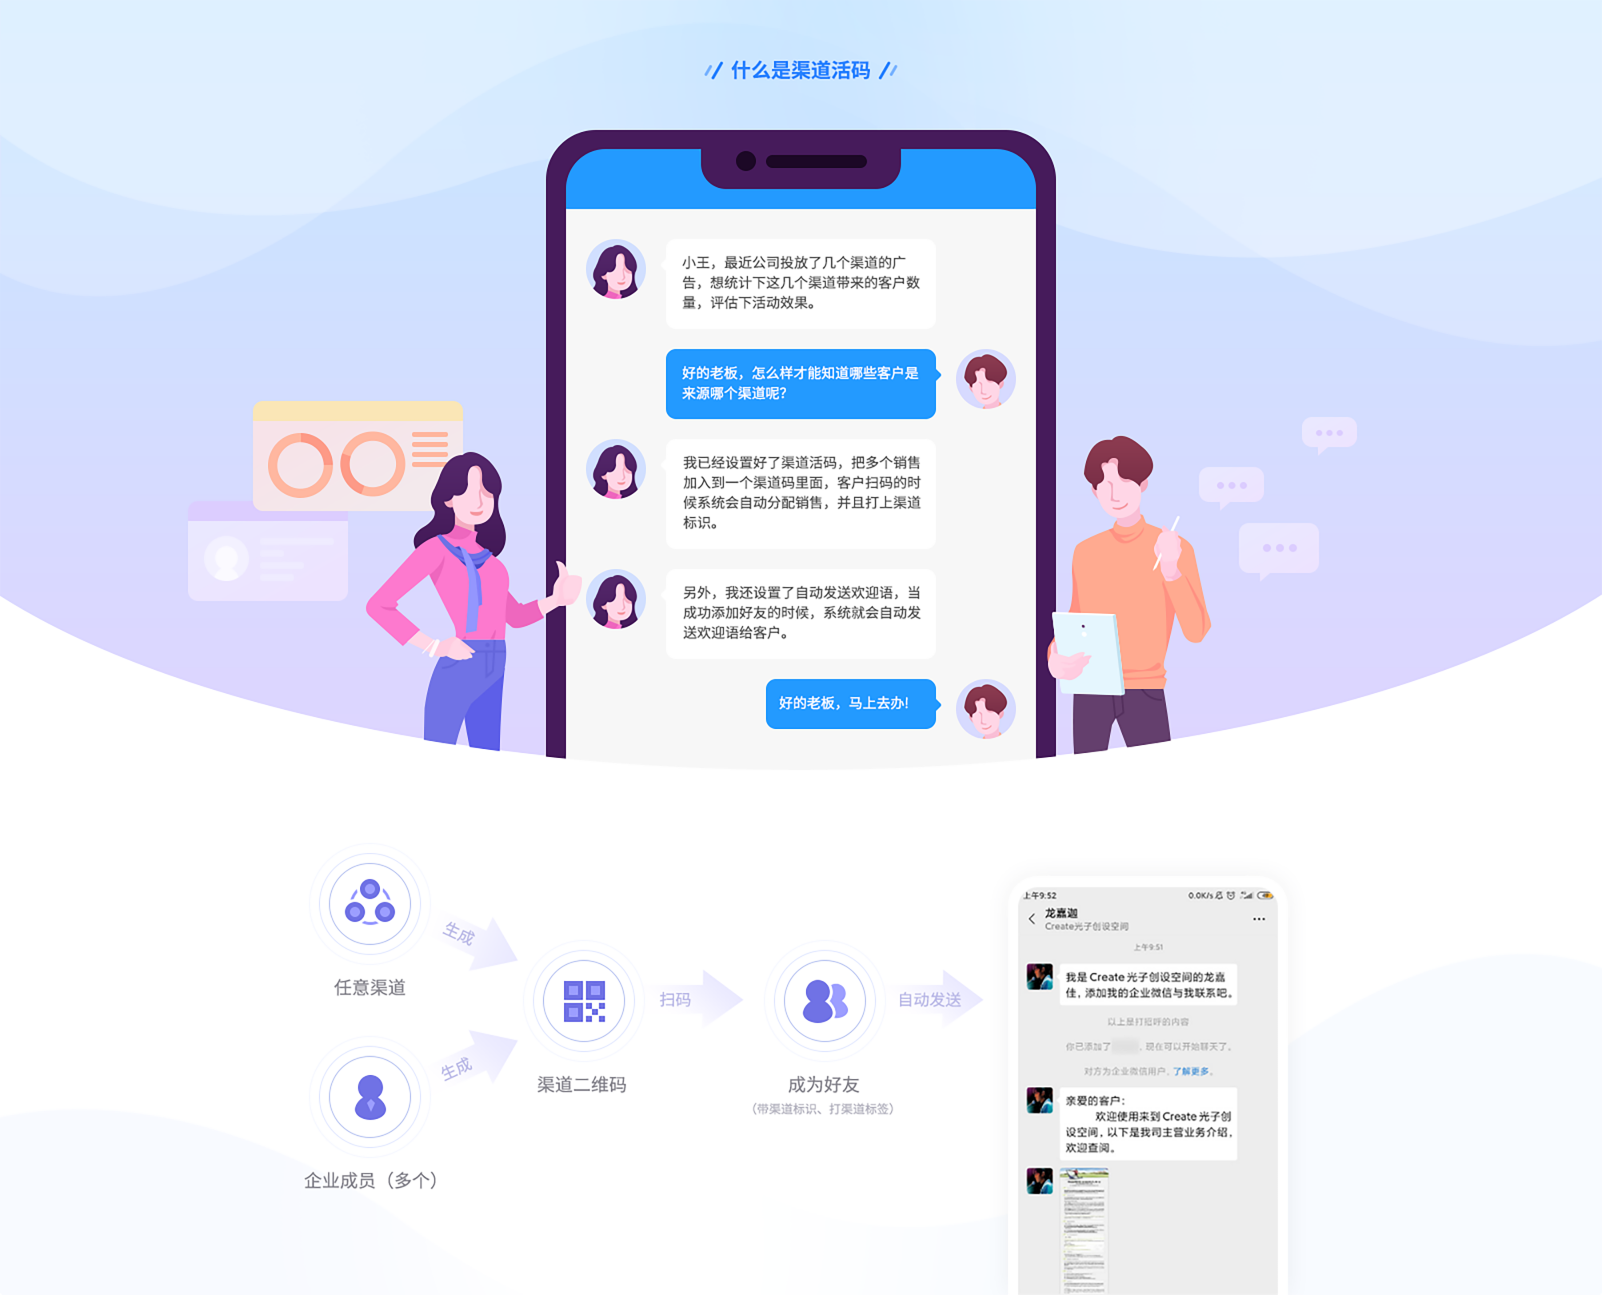 什么是渠道活码
小王，最近公司投放了几个渠道的广
告，想统计下这几个渠道带来的客户数
量，评估下活动效果。
好的老板，怎么样才能知道哪些客户是
来源哪个渠道呢?
我已经设置好了渠道活码，把多个销售
加入到一个渠道码里面，客户扫码的时
候系统会自动分配销售，并且打上渠道
标识。
另外，我还设置了自动发送欢迎语，当
成功添加好友的时候，系统就会自动发
送欢迎语给客户。
好的老板，马上去办!
任意渠道
生成
企业成员（多个）
生成
渠道二维码
扫码
成为好友
（带渠道标识、打渠道标签）
自动发送
上午9:52
0.0K/s
龙嘉迦
Create光子创设空间
上午9:51
我是 Create 光子创设空间的龙嘉
佳，添加我的企业微信与我联系吧。
以上是打招呼的内容
你已添加了
，现在可以开始聊天了。
对方为企业微信用户，了解更多。
亲爱的客户：
欢迎使用来到 Create 光子创
设空间，以下是我司主营业务介绍，
欢迎查阅。